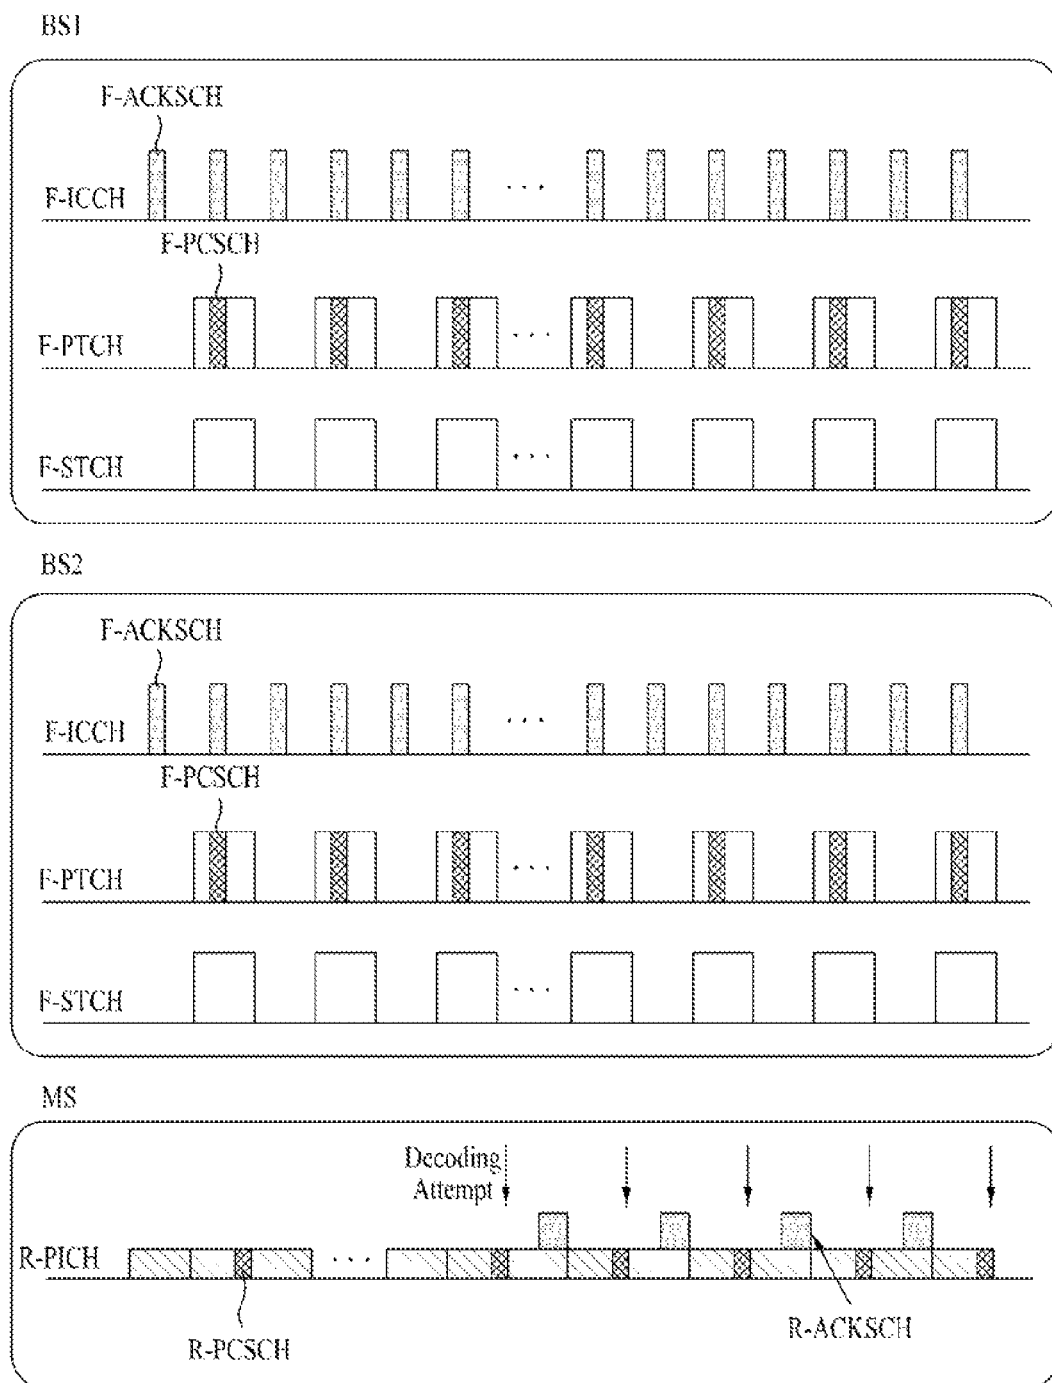 BS1
F-ACKSCH
F-ICCH
. . .
F-PCSCH
F-PTCH
. . .
F-STCH
. . .
BS2
F-ACKSCH
F-ICCH
. . .
F-PCSCH
F-PTCH
. . .
F-STCH
. . .
MS
Decoding
Attempt
R-PICH
. . .
R-PCSCH
R-ACKSCH